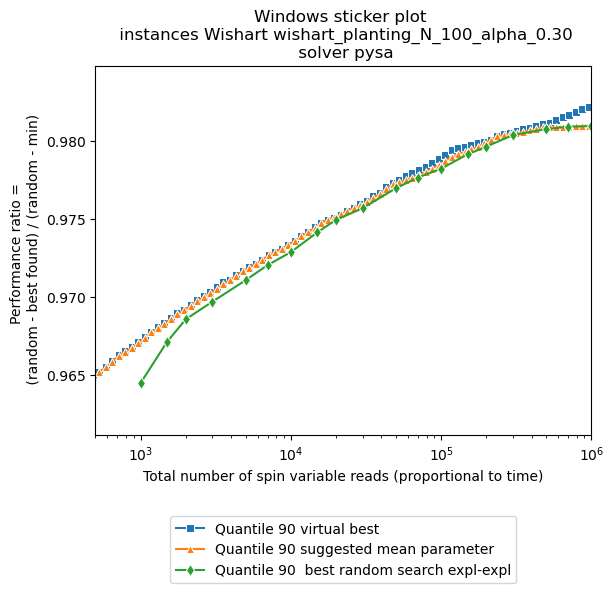 Windows sticker plot
instances Wishart wishart_planting_N_100_alpha_0.30
solver pysa
Performance ratio =
(random - best found) / (random - min)
0.980
0.975
0.970
0.965
10³
10⁴
10⁵
10⁶
Total number of spin variable reads (proportional to time)
Quantile 90 virtual best
Quantile 90 suggested mean parameter
Quantile 90  best random search expl-expl